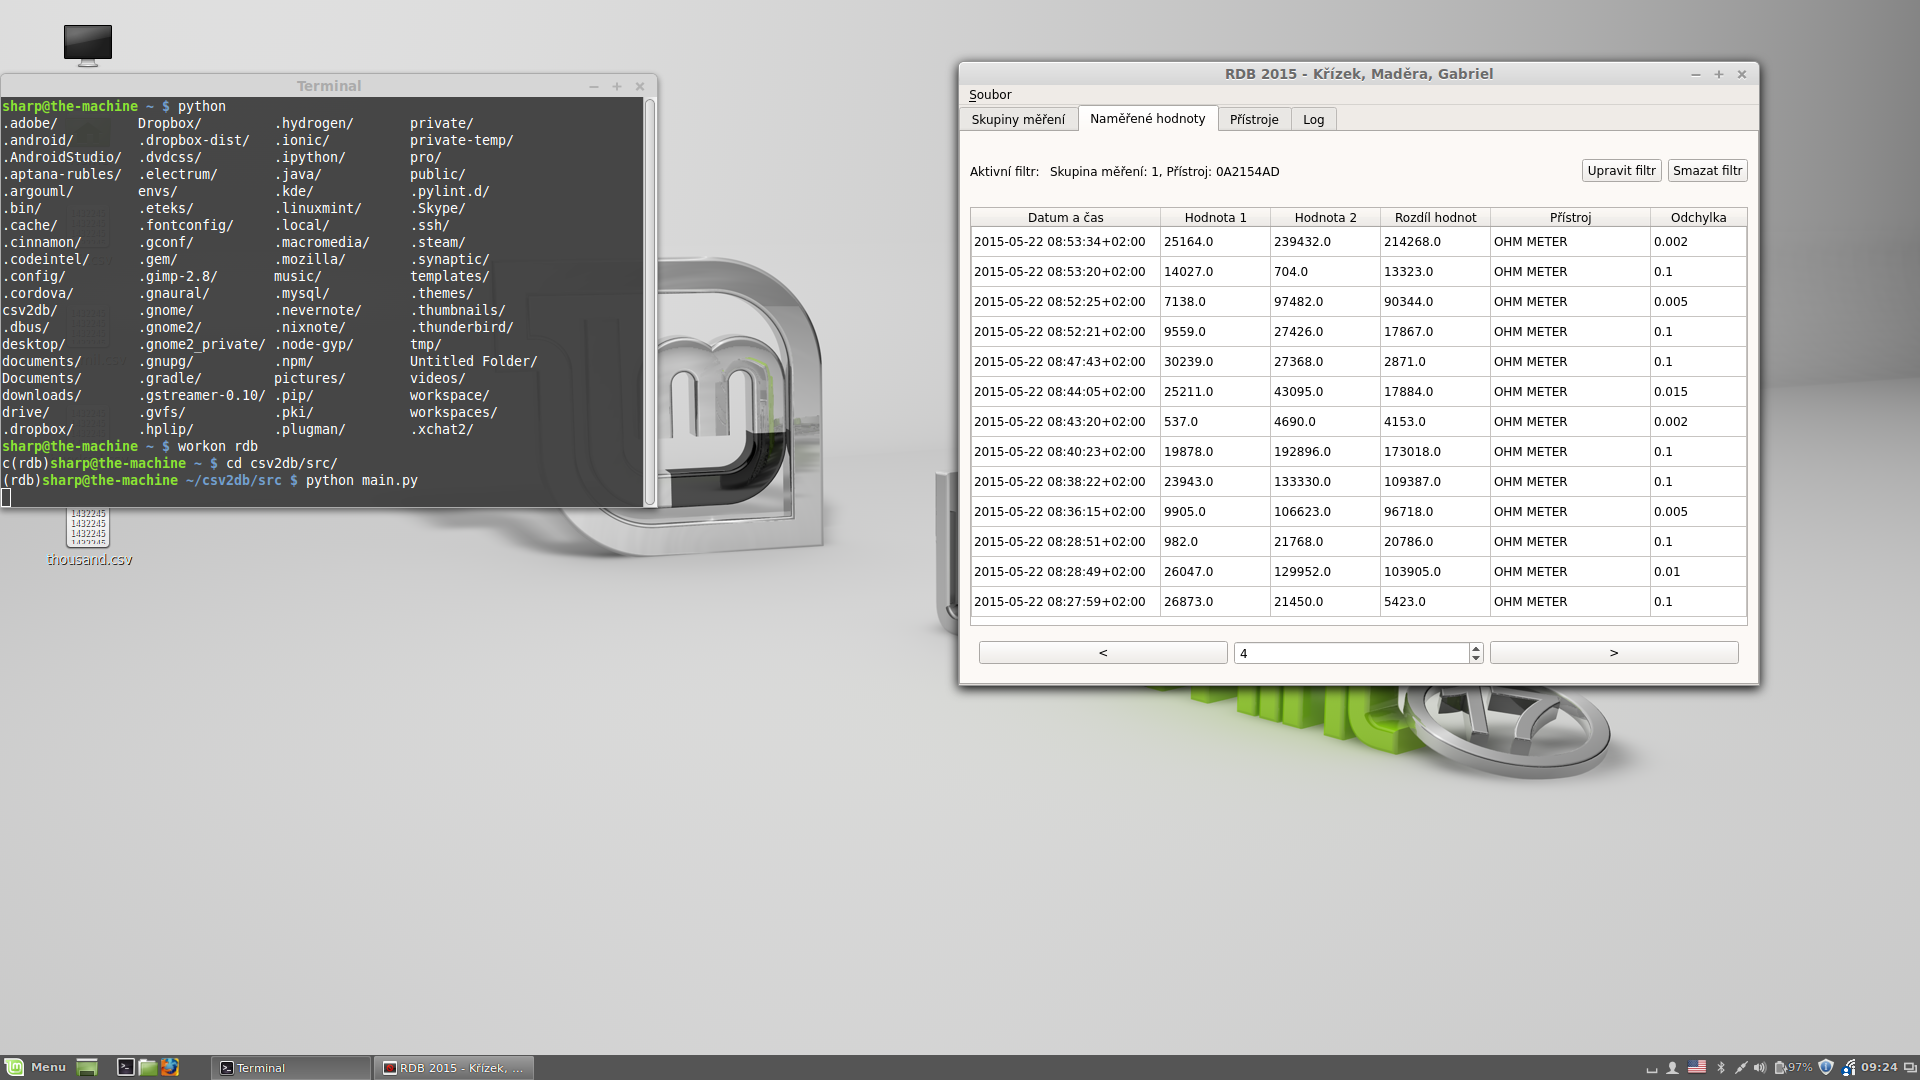 Terminal
sharp@the-machine ~ $ python
.adobe/ Dropbox/ .hydrogen/ private/
.android/ .dropbox-dist/ .ionic/ private-temp/
.AndroidStudio/ .dvdcss/ .ipython/ pro/
.aptana-rubles/ .electrum/ .java/ public/
.argouml/ envs/ .kde/ .pylint.d/
.bin/ .eteks/ .linuxmint/ .Skype/
.cache/ .fontconfig/ .local/ .ssh/
.cinnamon/ .gconf/ .macromedia/ .steam/
.codeintel/ .gem/ .mozilla/ .synaptic/
.config/ .gimp-2.8/ music/ templates/
.cordova/ .gnaural/ .mysql/ .themes/
csv2db/ .gnome/ .nevernote/ .thumbnails/
.dbus/ .gnome2/ .nixnote/ .thunderbird/
desktop/ .gnome2_private/ .node-gyp/ tmp/
documents/ .gnupg/ .npm/ Untitled Folder/
Documents/ .gradle/ pictures/ videos/
downloads/ .gstreamer-0.10/ .pip/ workspace/
drive/ .gvfs/ .pki/ workspaces/
.dropbox/ .hplip/ .plugman/ .xchat2/
sharp@the-machine ~ $ workon rdb
c(rdb)sharp@the-machine ~ $ cd csv2db/src/
(rdb)sharp@the-machine ~/csv2db/src $ python main.py
1432245
1432245
1432245
thousand.csv
RDB 2015 - Křízek, Maděra, Gabriel
Soubor
Skupiny měření Naměřené hodnoty Přístroje Log
Aktivní filtr: Skupina měření: 1, Přístroj: 0A2154AD Upravit filtr Smazat filtr
Datum a čas Hodnota 1 Hodnota 2 Rozdíl hodnot Přístroj Odchylka
2015-05-22 08:53:34+02:00 25164.0 239432.0 214268.0 OHM METER 0.002
2015-05-22 08:53:20+02:00 14027.0 704.0 13323.0 OHM METER 0.1
2015-05-22 08:52:25+02:00 7138.0 97482.0 90344.0 OHM METER 0.005
2015-05-22 08:52:21+02:00 9559.0 27426.0 17867.0 OHM METER 0.1
2015-05-22 08:47:43+02:00 30239.0 27368.0 2871.0 OHM METER 0.1
2015-05-22 08:44:05+02:00 25211.0 43095.0 17884.0 OHM METER 0.015
2015-05-22 08:43:20+02:00 537.0 4690.0 4153.0 OHM METER 0.002
2015-05-22 08:40:23+02:00 19878.0 192896.0 173018.0 OHM METER 0.1
2015-05-22 08:38:22+02:00 23943.0 133330.0 109387.0 OHM METER 0.1
2015-05-22 08:36:15+02:00 9905.0 106623.0 96718.0 OHM METER 0.005
2015-05-22 08:28:51+02:00 982.0 21768.0 20786.0 OHM METER 0.1
2015-05-22 08:28:49+02:00 26047.0 129952.0 103905.0 OHM METER 0.01
2015-05-22 08:27:59+02:00 26873.0 21450.0 5423.0 OHM METER 0.1
< 4 >
Menu Terminal RDB 2015 - Křízek, ... 97% 09:24